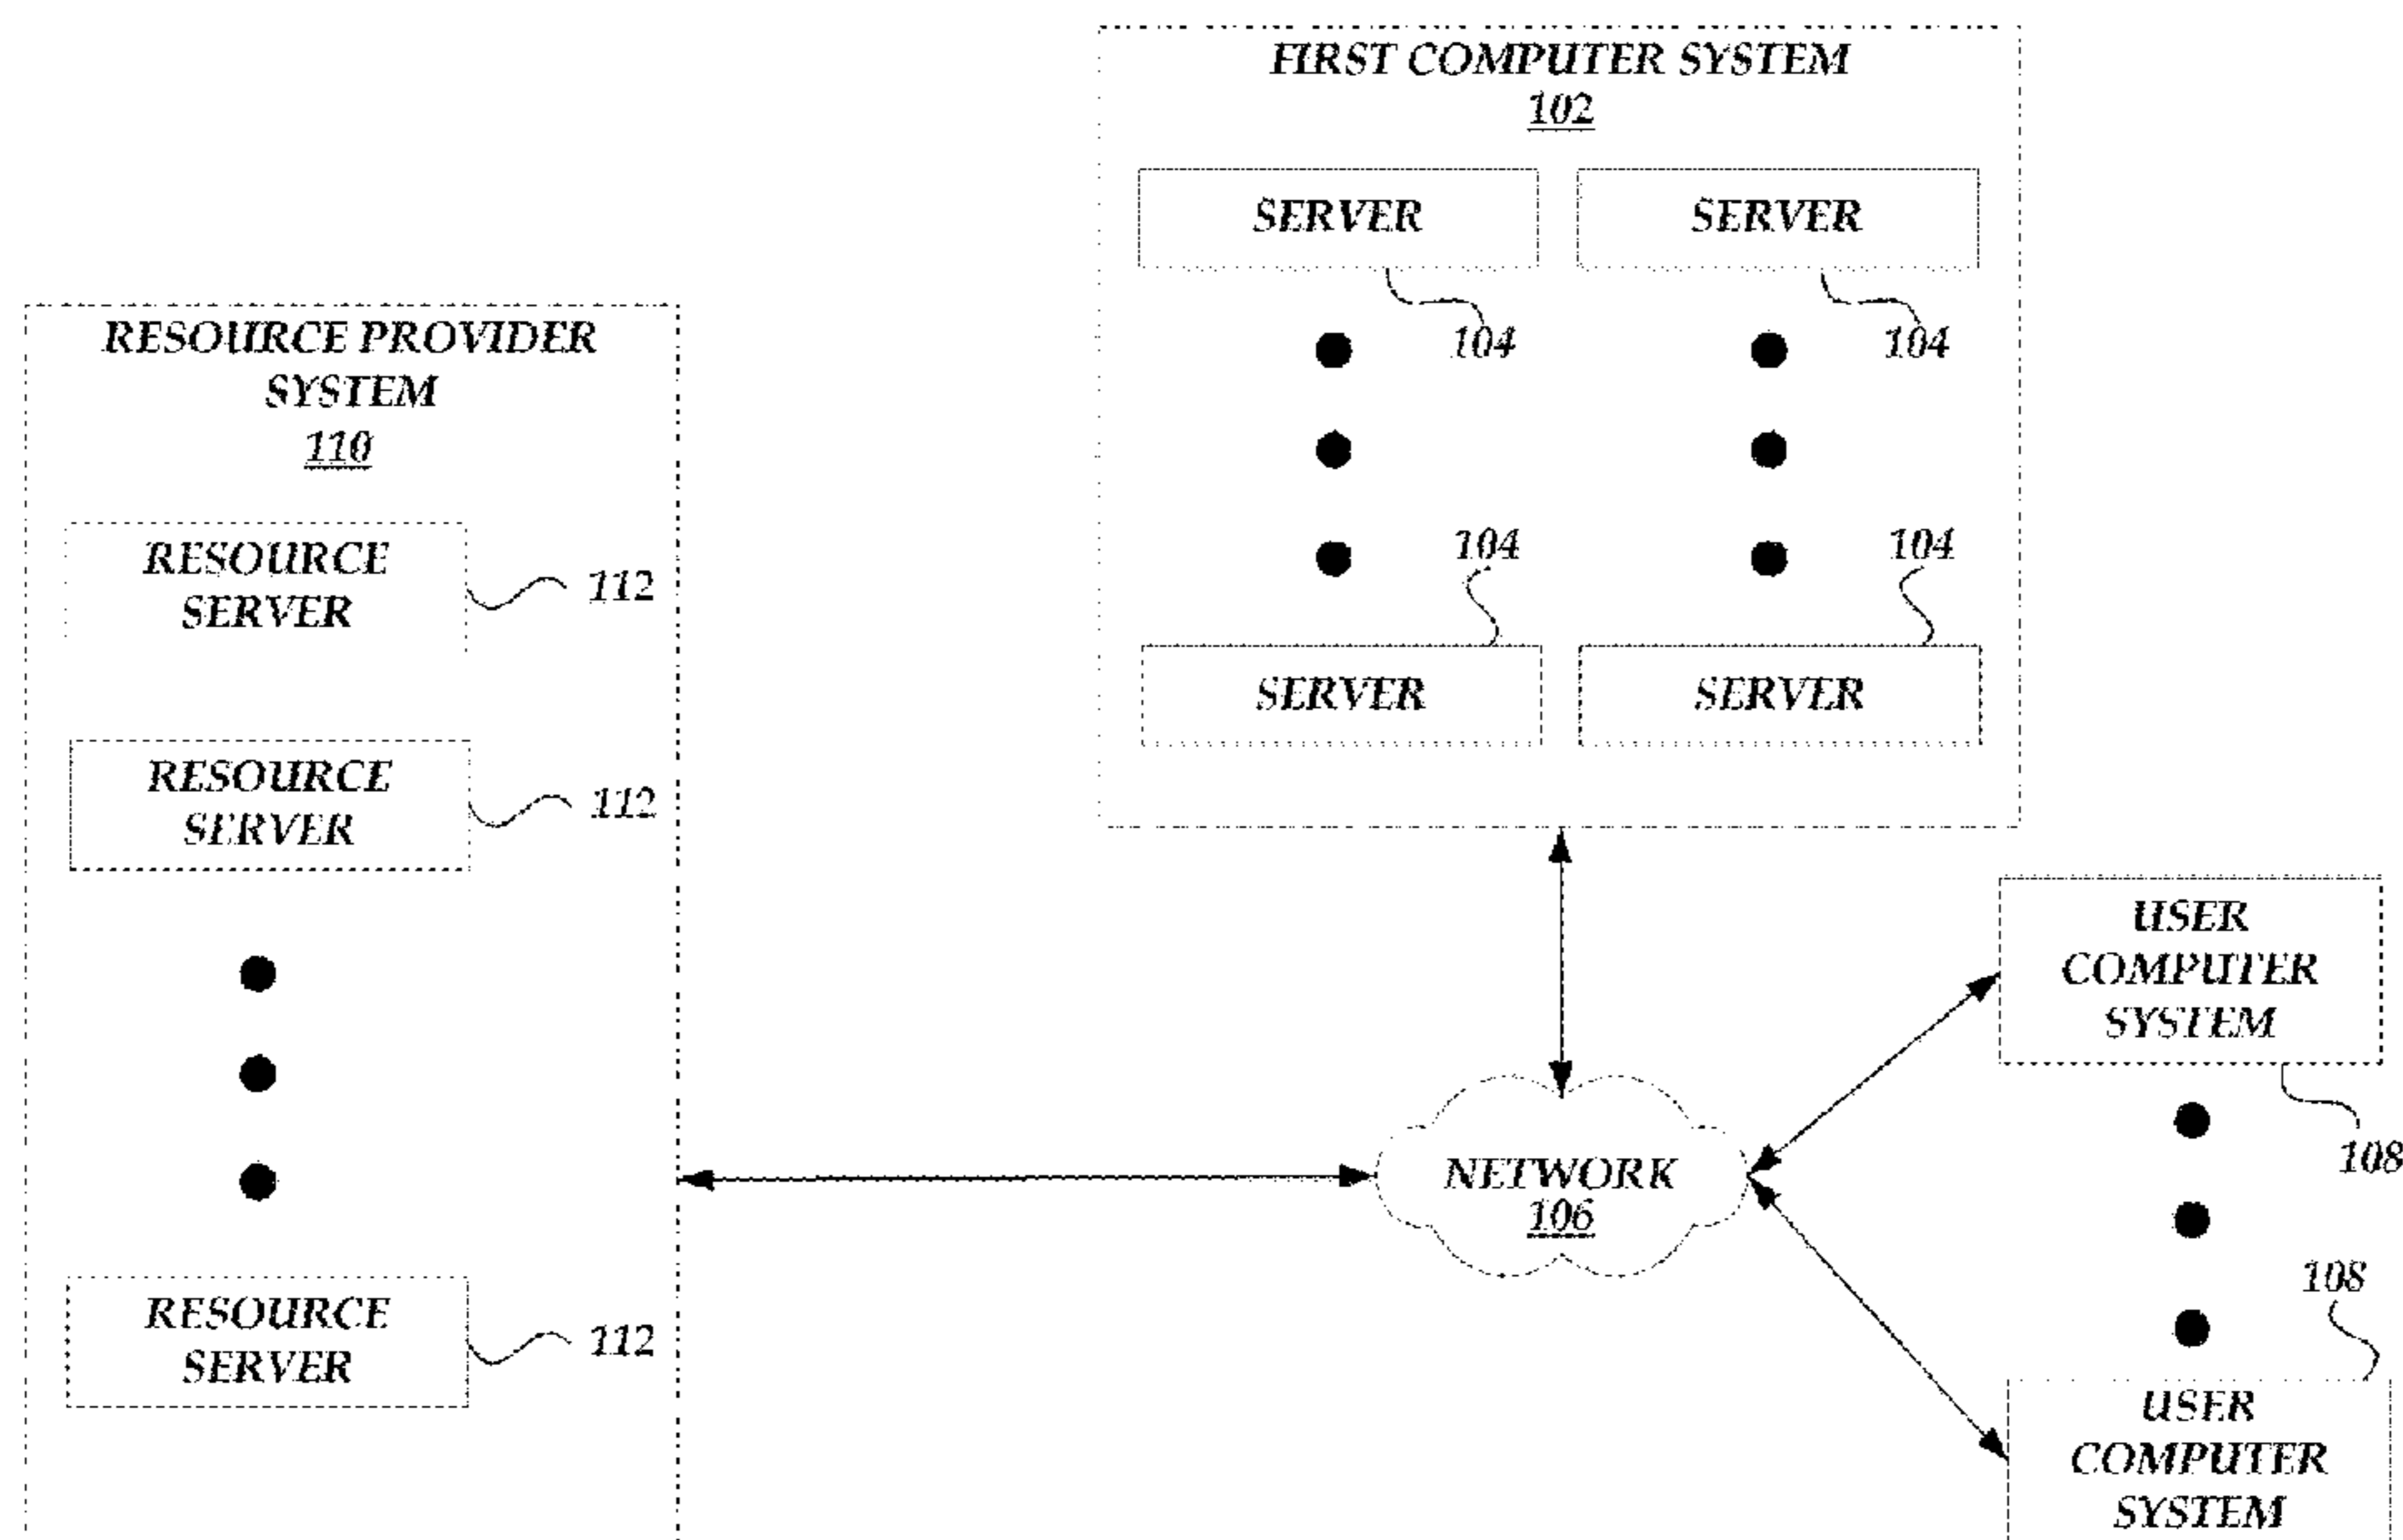 FIRST COMPUTER SYSTEM
102
SERVER
SERVER
104
104
104
104
SERVER
SERVER
RESOURCE PROVIDER
SYSTEM
110
RESOURCE
SERVER
112
RESOURCE
SERVER
112
RESOURCE
SERVER
112
NETWORK
106
USER
COMPUTER
SYSTEM
108
108
USER
COMPUTER
SYSTEM